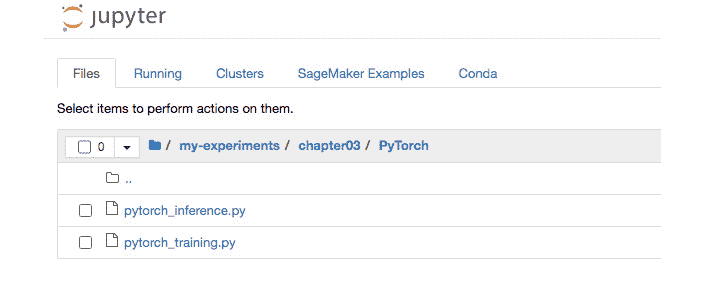 jupyter
Files Running Clusters SageMaker Examples Conda
Select items to perform actions on them.
0 / my-experiments / chapter03 / PyTorch
..
pytorch_inference.py
pytorch_training.py